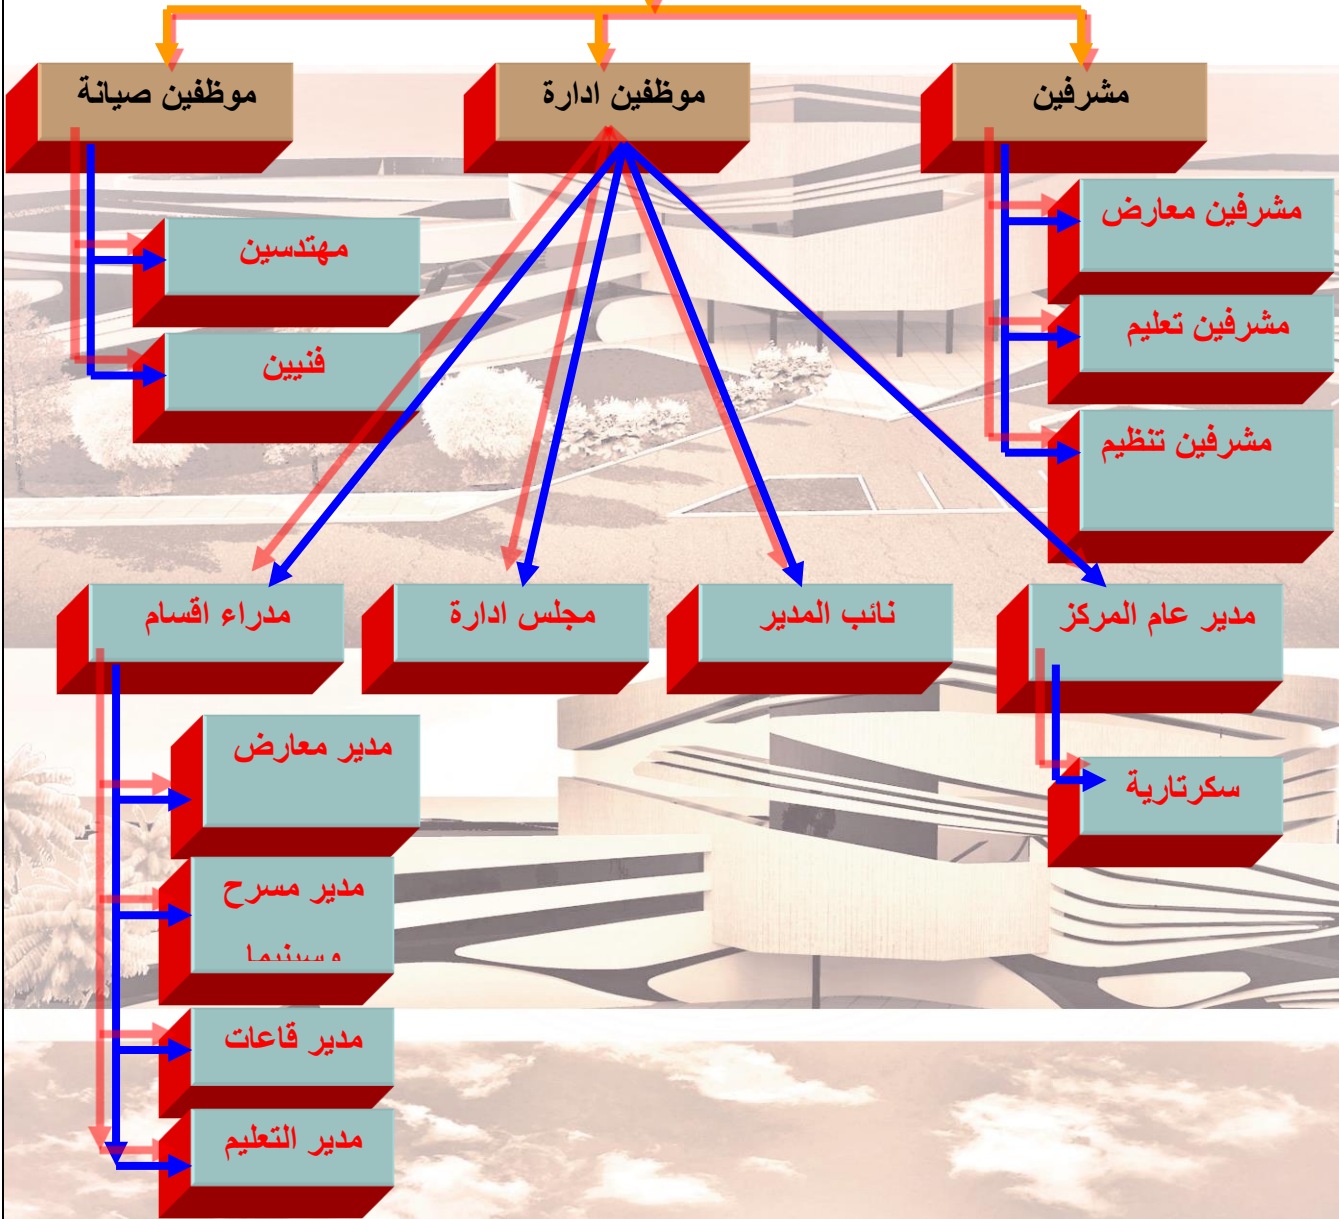 مشرفين
موظفين ادارة
موظفين صيانة
مشرفين معارض
مشرفين تعليم
مشرفين تنظيم
مهتدسين
فنيين
مدير عام المركز
نائب المدير
مجلس ادارة
مدراء اقسام
سكرتارية
مدير معارض
مدير مسرح
وسينما
مدير قاعات
مدير التعليم